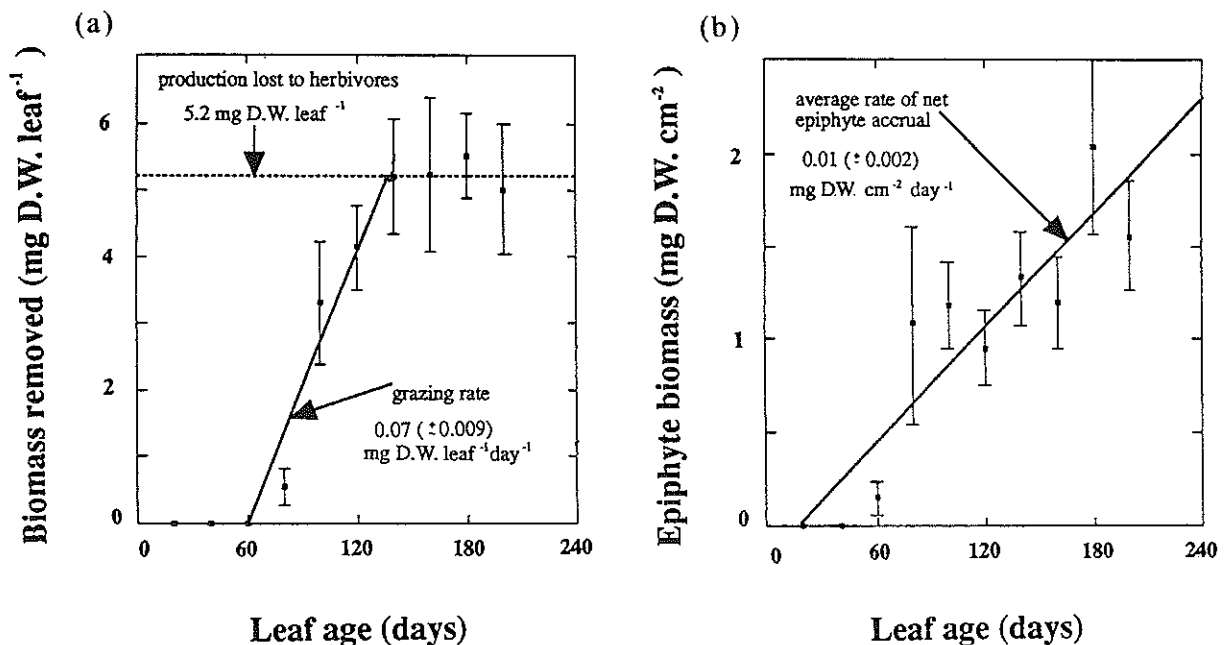 (a)
Biomass removed (mg D.W. leaf⁻¹)
6
4
2
0
production lost to herbivores
5.2 mg D.W. leaf ⁻¹
grazing rate
0.07 (±0.009)
mg D.W. leaf⁻¹day⁻¹
0 60 120 180 240
Leaf age (days)
(b)
Epiphyte biomass (mg D.W. cm⁻²)
2
1
0
average rate of net
epiphyte accrual
0.01 (±0.002)
mg DW. cm⁻² day⁻¹
0 60 120 180 240
Leaf age (days)